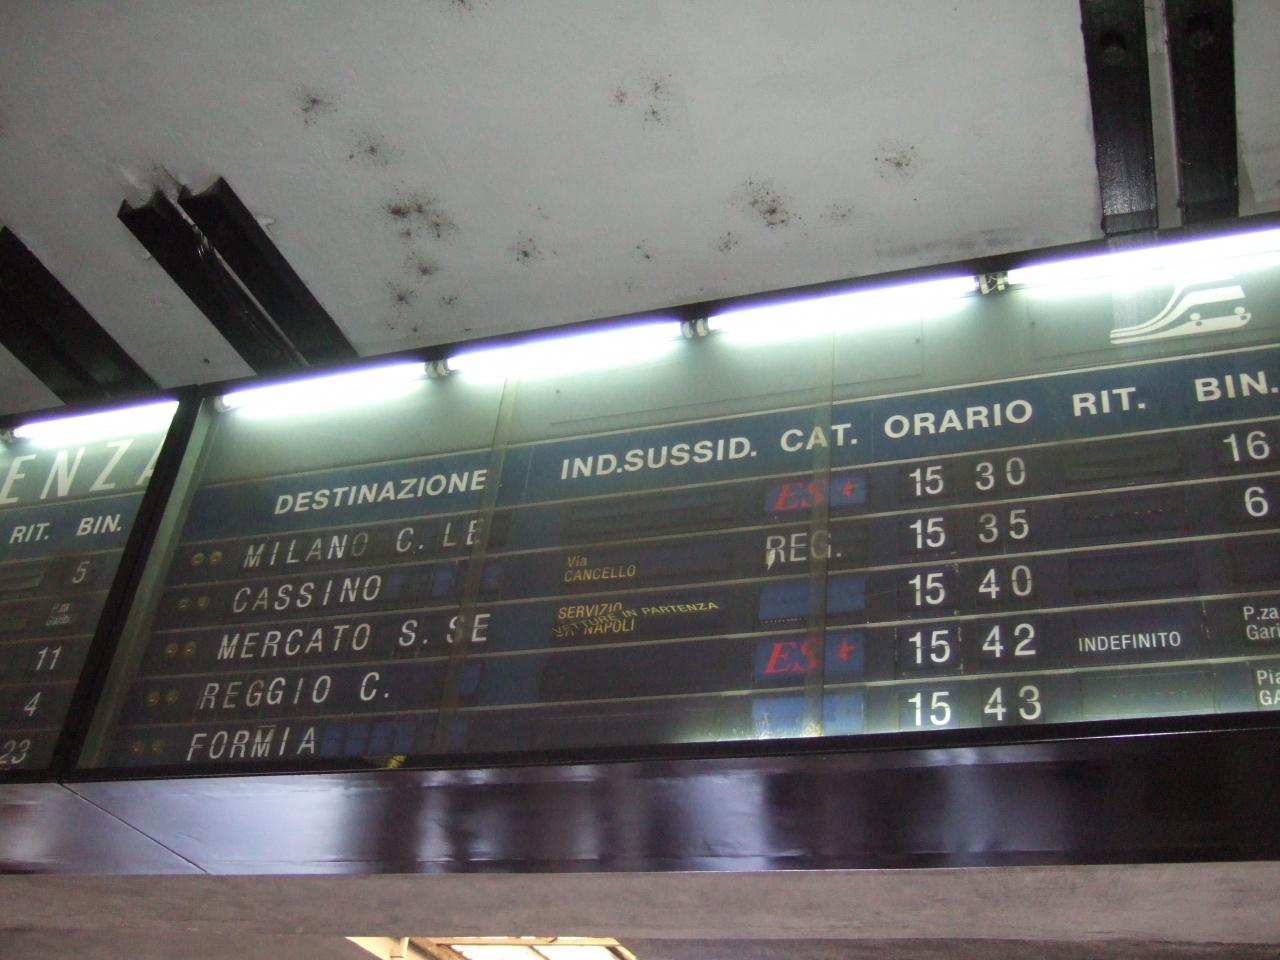 ENZA
RIT. BIN.
5
11
4
23
DESTINAZIONE IND.SUSSID. CAT. ORARIO RIT. BIN.
MILANO C. LE ES 15 30 16
CASSINO Via CANCELLO REG. 15 35 6
MERCATO S. SE SERVIZIO VETTURE IN PARTENZA NAPOLI 15 40
REGGIO C. ES 15 42 INDEFINITO P.za
FORMIA 15 43